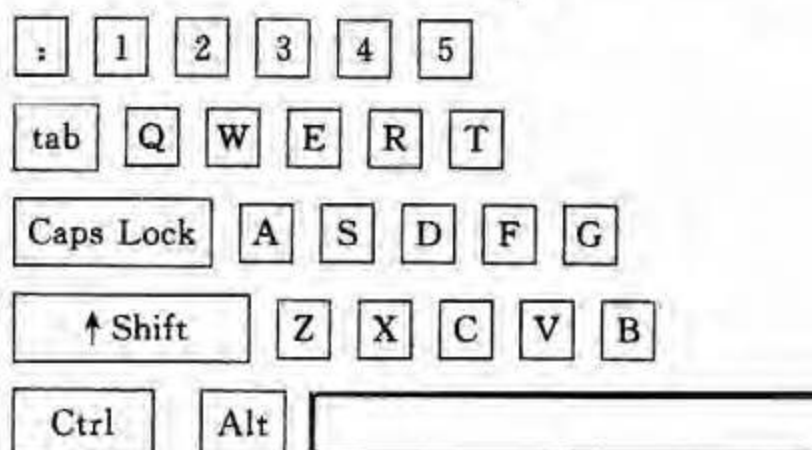 : 1 2 3 4 5
tab Q W E R T
Caps Lock A S D F G
↑ Shift Z X C V B
Ctrl Alt